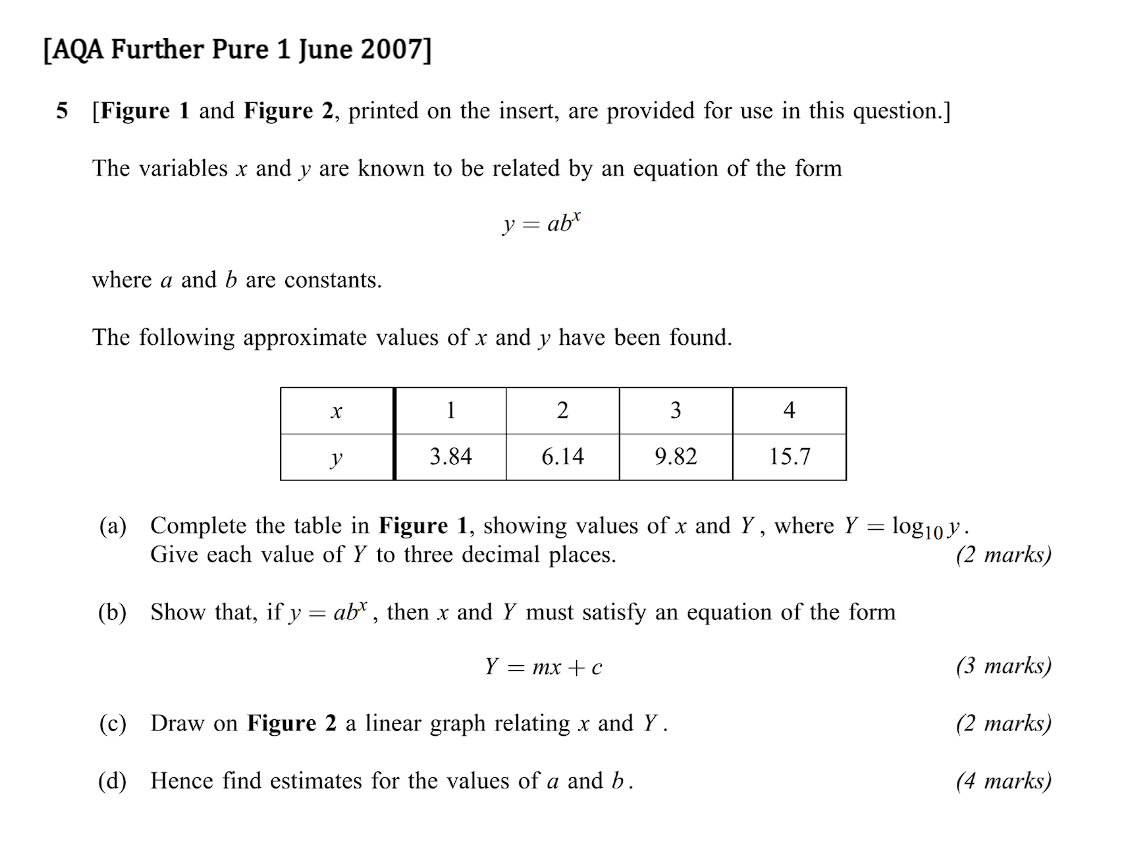 [AQA Further Pure 1 June 2007]
5 [Figure 1 and Figure 2, printed on the insert, are provided for use in this question.]
The variables x and y are known to be related by an equation of the form
y = abˣ
where a and b are constants.
The following approximate values of x and y have been found.
x 1 2 3 4
y 3.84 6.14 9.82 15.7
(a) Complete the table in Figure 1, showing values of x and Y, where Y = log₁₀ y.
Give each value of Y to three decimal places. (2 marks)
(b) Show that, if y = abˣ, then x and Y must satisfy an equation of the form
Y = mx + c (3 marks)
(c) Draw on Figure 2 a linear graph relating x and Y. (2 marks)
(d) Hence find estimates for the values of a and b. (4 marks)